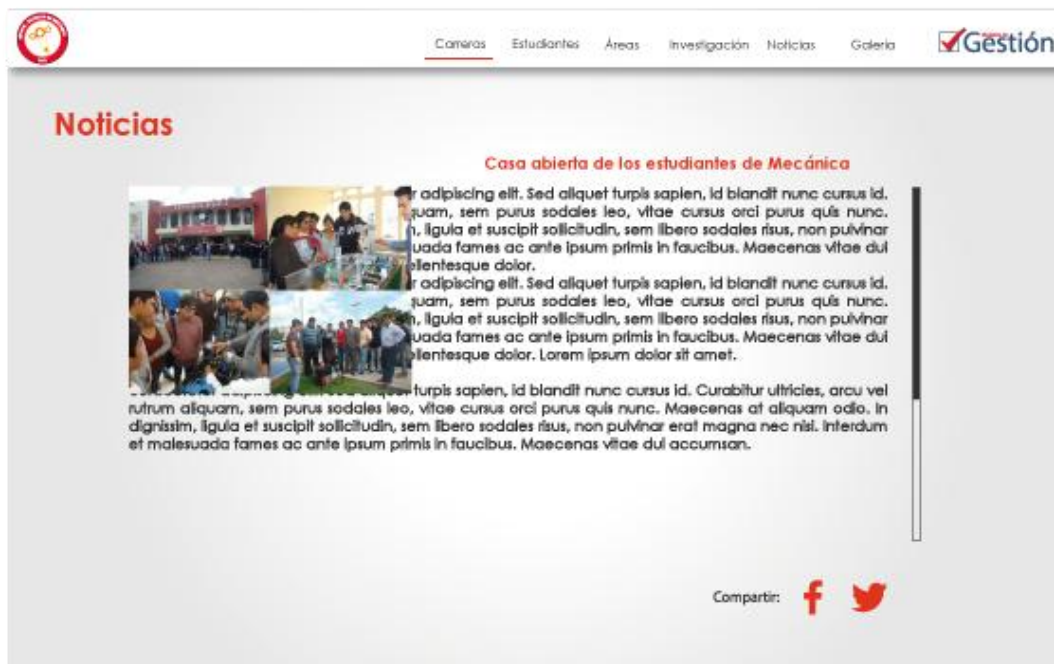 Carreras Estudiantes Áreas Investigación Noticias Galería Gestión
Noticias
Casa abierta de los estudiantes de Mecánica
adipiscing elit. Sed aliquet turpis sapien, id blandit nunc cursus id.
sem purus sodales leo, vitae cursus orci purus quis nunc.
ligula et suscipit sollicitudin, sem libero sodales risus, non pulvinar
fames ac ante ipsum primis in faucibus. Maecenas vitae dui
dolor.
adipiscing elit. Sed aliquet turpis sapien, id blandit nunc cursus id.
sem purus sodales leo, vitae cursus orci purus quis nunc.
ligula et suscipit sollicitudin, sem libero sodales risus, non pulvinar
fames ac ante ipsum primis in faucibus. Maecenas vitae dui
dolor. Lorem ipsum dolor sit amet.
turpis sapien, id blandit nunc cursus id. Curabitur ultricies, arcu vel
rutrum aliquam, sem purus sodales leo, vitae cursus orci purus quis nunc. Maecenas at aliquam odio. In
dignissim, ligula et suscipit sollicitudin, sem libero sodales risus, non pulvinar erat magna nec nisi. Interdum
et malesuada fames ac ante ipsum primis in faucibus. Maecenas vitae dui accumsan.
Compartir: